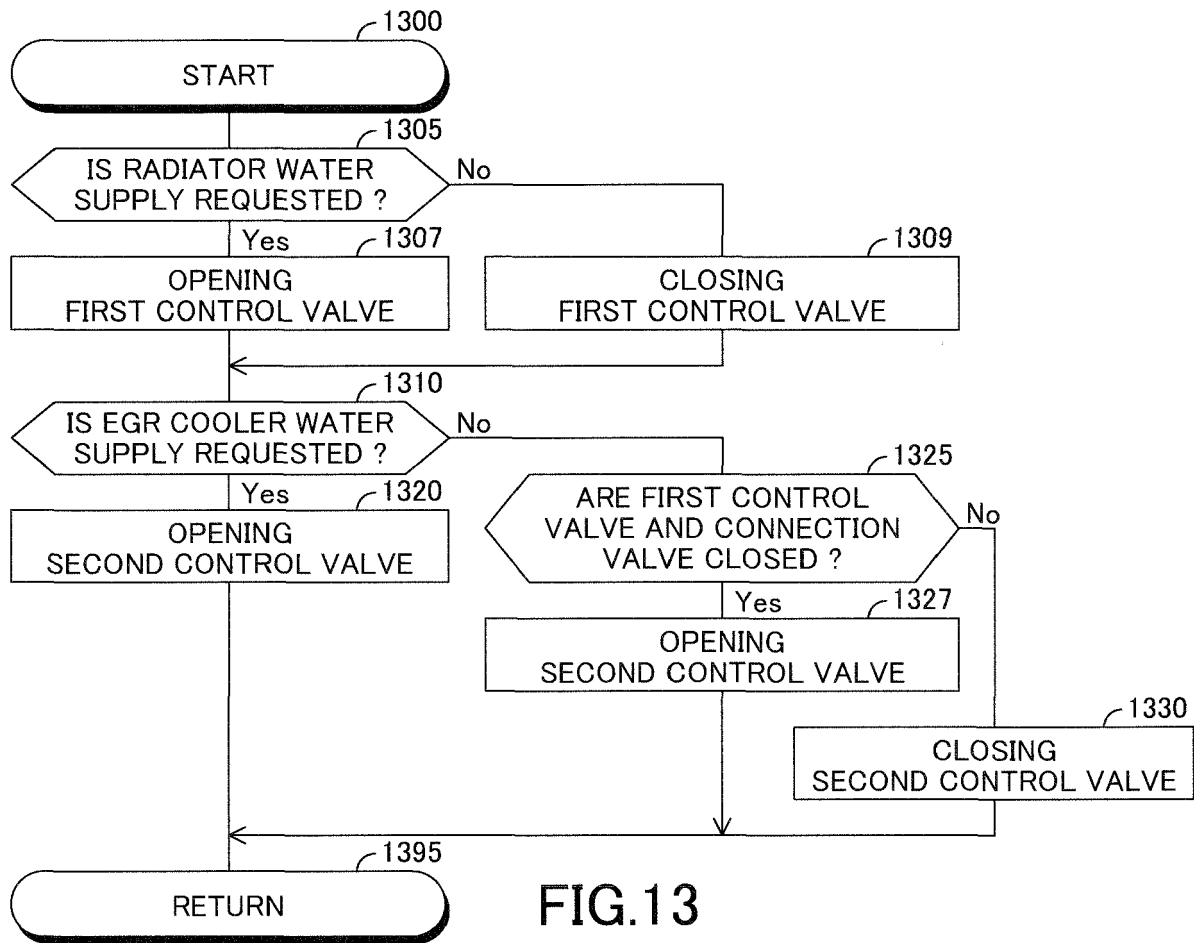 1300
START
1305
IS RADIATOR WATER
SUPPLY REQUESTED ?
No
Yes
1307
OPENING
FIRST CONTROL VALVE
1309
CLOSING
FIRST CONTROL VALVE
1310
IS EGR COOLER WATER
SUPPLY REQUESTED ?
No
Yes
1320
OPENING
SECOND CONTROL VALVE
1325
ARE FIRST CONTROL
VALVE AND CONNECTION
VALVE CLOSED ?
No
Yes
1327
OPENING
SECOND CONTROL VALVE
1330
CLOSING
SECOND CONTROL VALVE
1395
RETURN
FIG.13